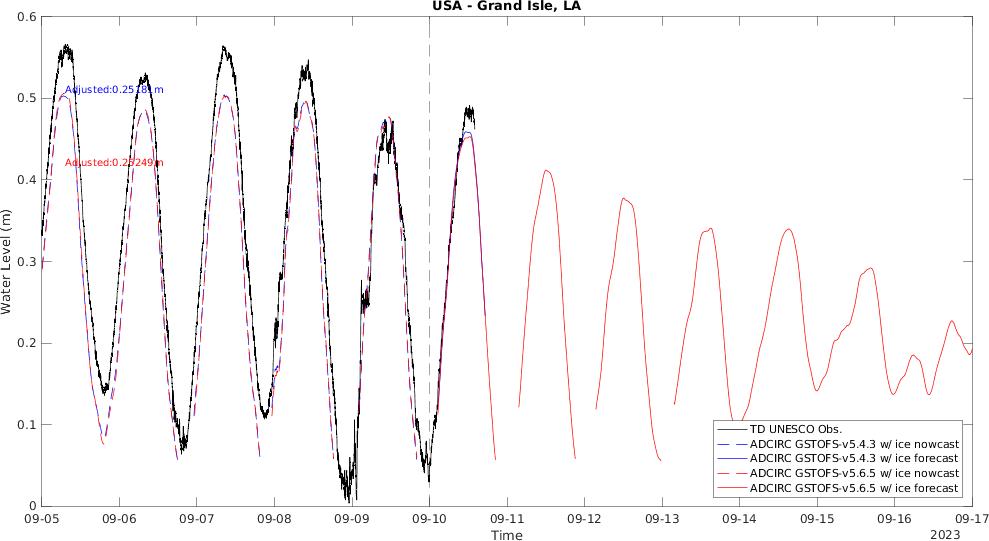 USA - Grand Isle, LA
0.6
0.5
0.4
0.3
0.2
0.1
0
Water Level (m)
Adjusted:0.25181m
Adjusted:0.25249m
TD UNESCO Obs.
ADCIRC GSTOFS-v5.4.3 w/ ice nowcast
ADCIRC GSTOFS-v5.4.3 w/ ice forecast
ADCIRC GSTOFS-v5.6.5 w/ ice nowcast
ADCIRC GSTOFS-v5.6.5 w/ ice forecast
09-05 09-06 09-07 09-08 09-09 09-10 09-11 09-12 09-13 09-14 09-15 09-16 09-17
Time
2023